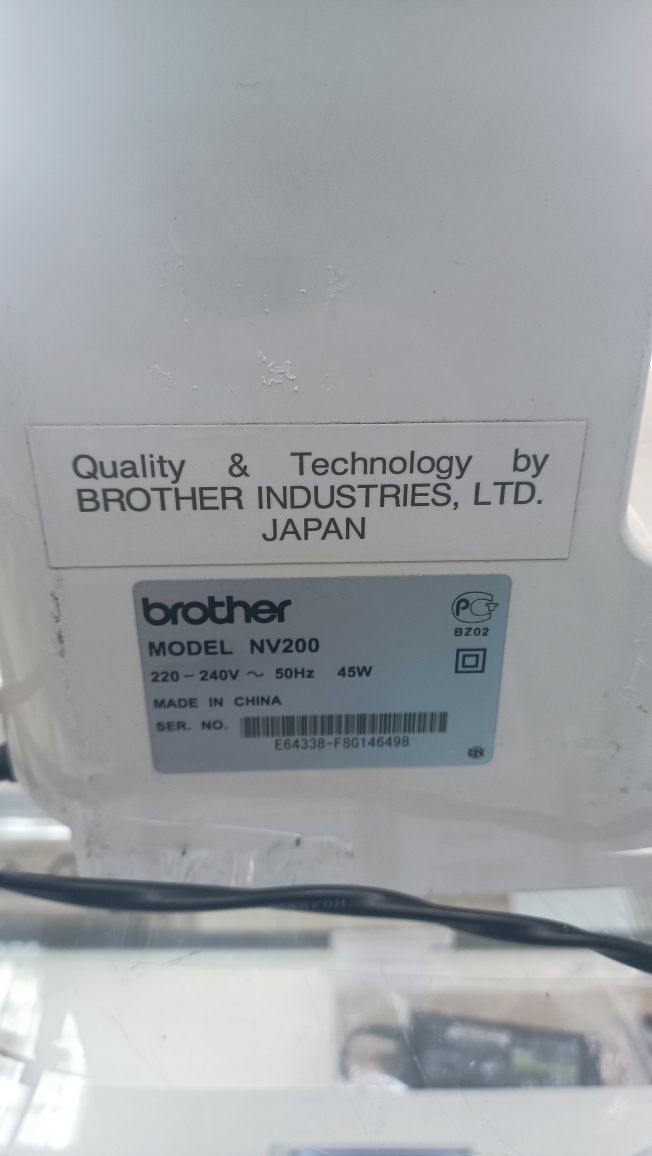 Quality & Technology by
BROTHER INDUSTRIES, LTD.
JAPAN
brother
MODEL NV200
220 – 240V ～ 50Hz 45W
MADE IN CHINA
SER. NO.
E64338-F8G146498
PCT
BZ02